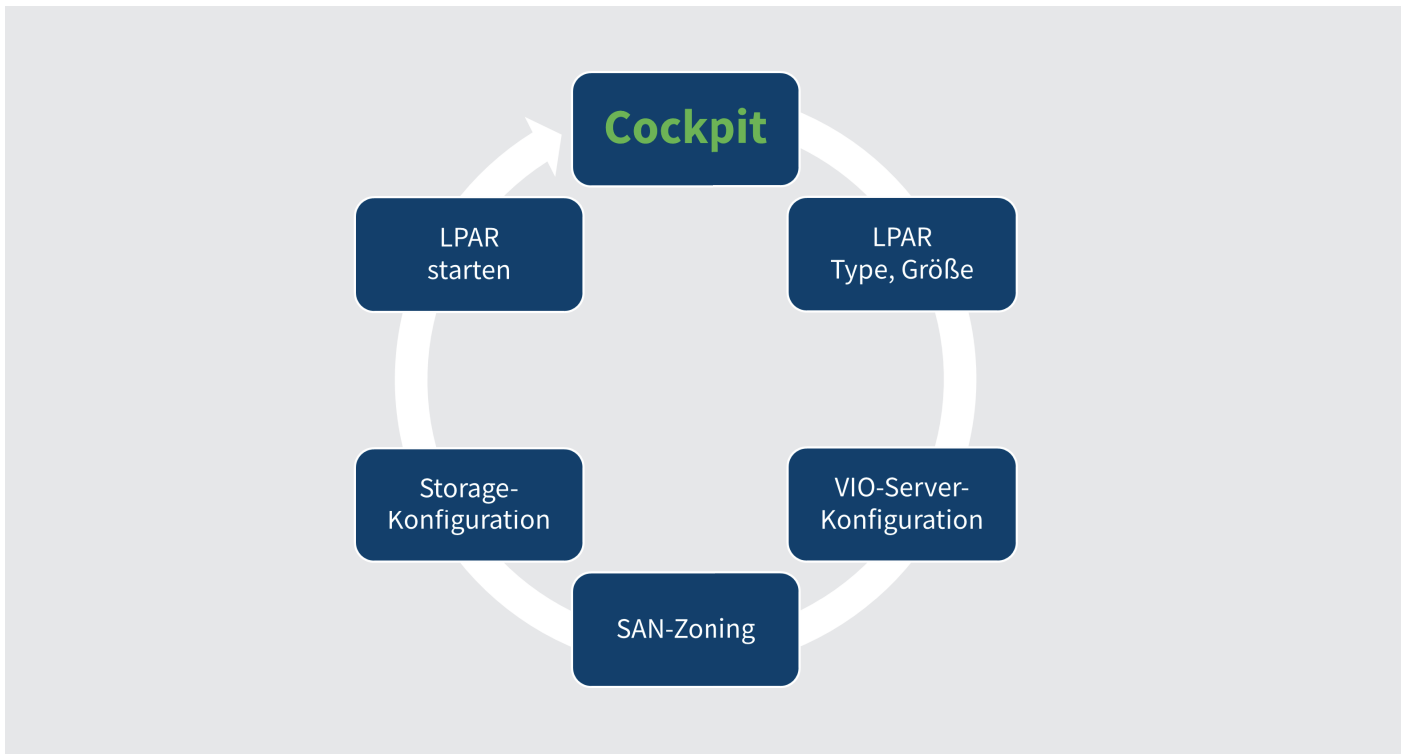 Cockpit
LPAR
Type, Größe
VIO-Server-
Konfiguration
SAN-Zoning
Storage-
Konfiguration
LPAR
starten